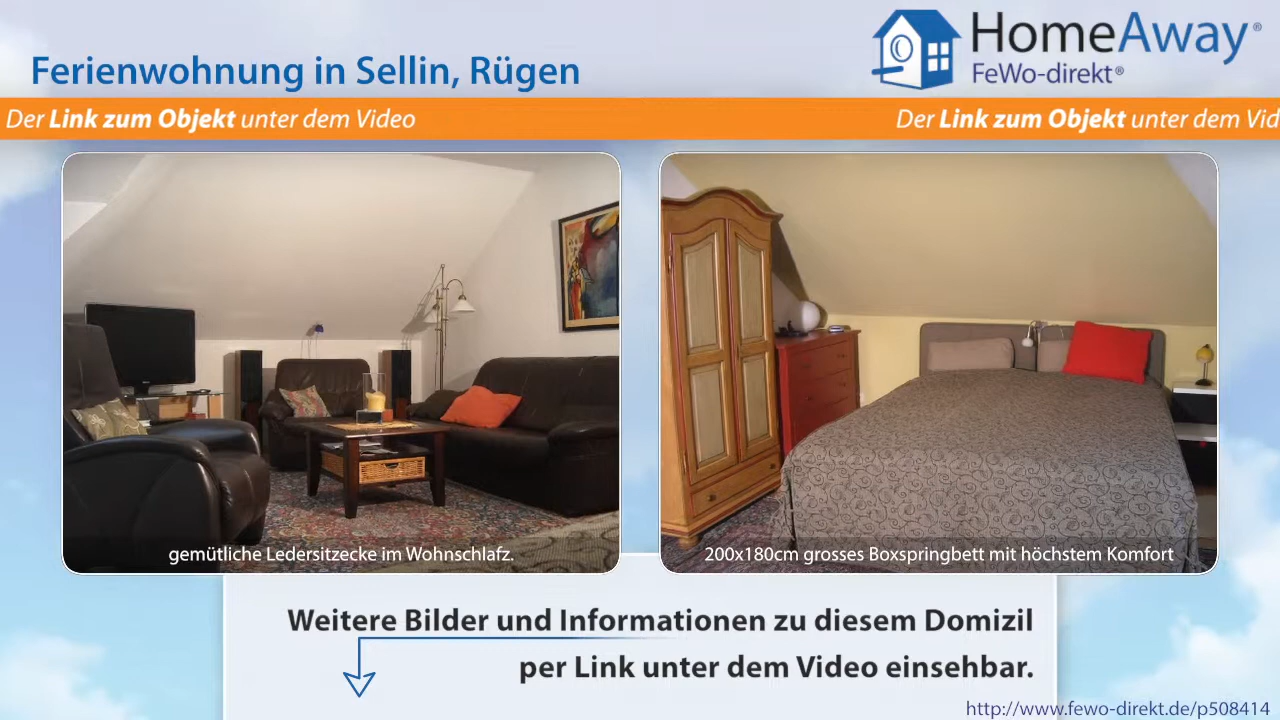 HomeAway®
FeWo-direkt®
Ferienwohnung in Sellin, Rügen
Der Link zum Objekt unter dem Video
Der Link zum Objekt unter dem Vid
gemütliche Ledersitzecke im Wohnschlafz.
200x180cm grosses Boxspringbett mit höchstem Komfort
Weitere Bilder und Informationen zu diesem Domizil
per Link unter dem Video einsehbar.
http://www.fewo-direkt.de/p508414